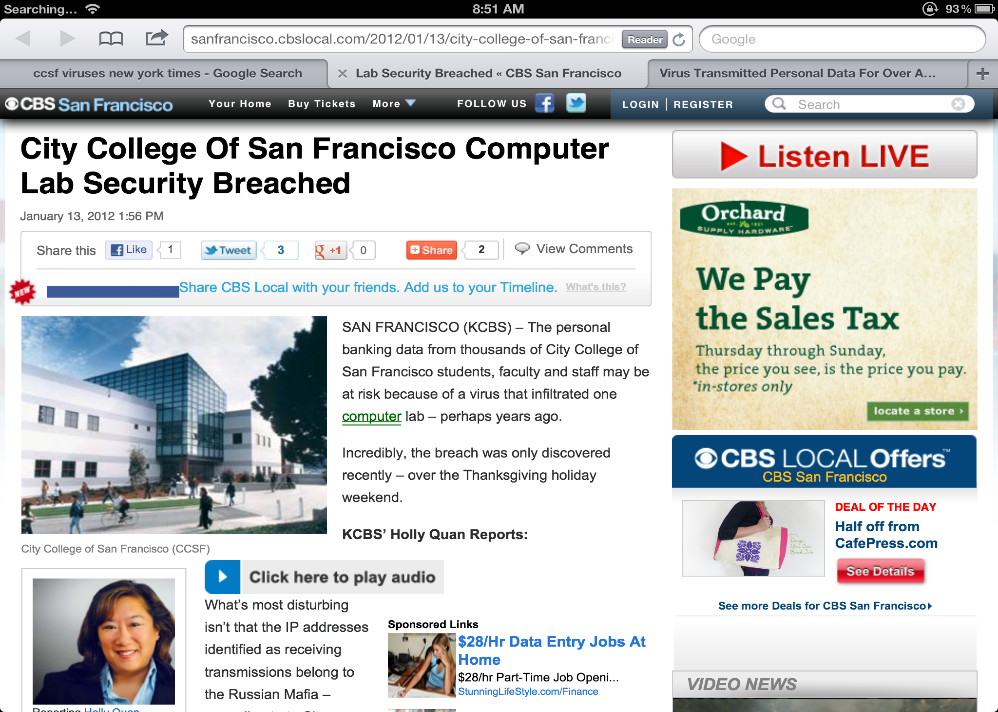 Searching...
8:51 AM
93%
sanfrancisco.cbslocal.com/2012/01/13/city-college-of-san-franc
Reader
Google
ccsf viruses new york times - Google Search
Lab Security Breached « CBS San Francisco
Virus Transmitted Personal Data For Over A...
CBS San Francisco
Your Home
Buy Tickets
More
FOLLOW US
LOGIN | REGISTER
Search
City College Of San Francisco Computer
Lab Security Breached
January 13, 2012 1:56 PM
Share this
Like
1
Tweet
3
+1
0
Share
2
View Comments
NEW
Share CBS Local with your friends. Add us to your Timeline.
What's this?
SAN FRANCISCO (KCBS) – The personal
banking data from thousands of City College of
San Francisco students, faculty and staff may be
at risk because of a virus that infiltrated one
computer lab – perhaps years ago.
Incredibly, the breach was only discovered
recently – over the Thanksgiving holiday
weekend.
KCBS' Holly Quan Reports:
City College of San Francisco (CCSF)
Click here to play audio
What's most disturbing
isn't that the IP addresses
identified as receiving
transmissions belong to
the Russian Mafia –
Reporting Holly Quan
Sponsored Links
$28/Hr Data Entry Jobs At
Home
$28/hr Part-Time Job Openi...
StunningLifeStyle.com/Finance
Listen LIVE
Orchard
SUPPLY HARDWARE
We Pay
the Sales Tax
Thursday through Sunday,
the price you see, is the price you pay.
*in-stores only
locate a store ›
CBS LOCAL Offers™
CBS San Francisco
DEAL OF THE DAY
Half off from
CafePress.com
See Details
See more Deals for CBS San Francisco
VIDEO NEWS